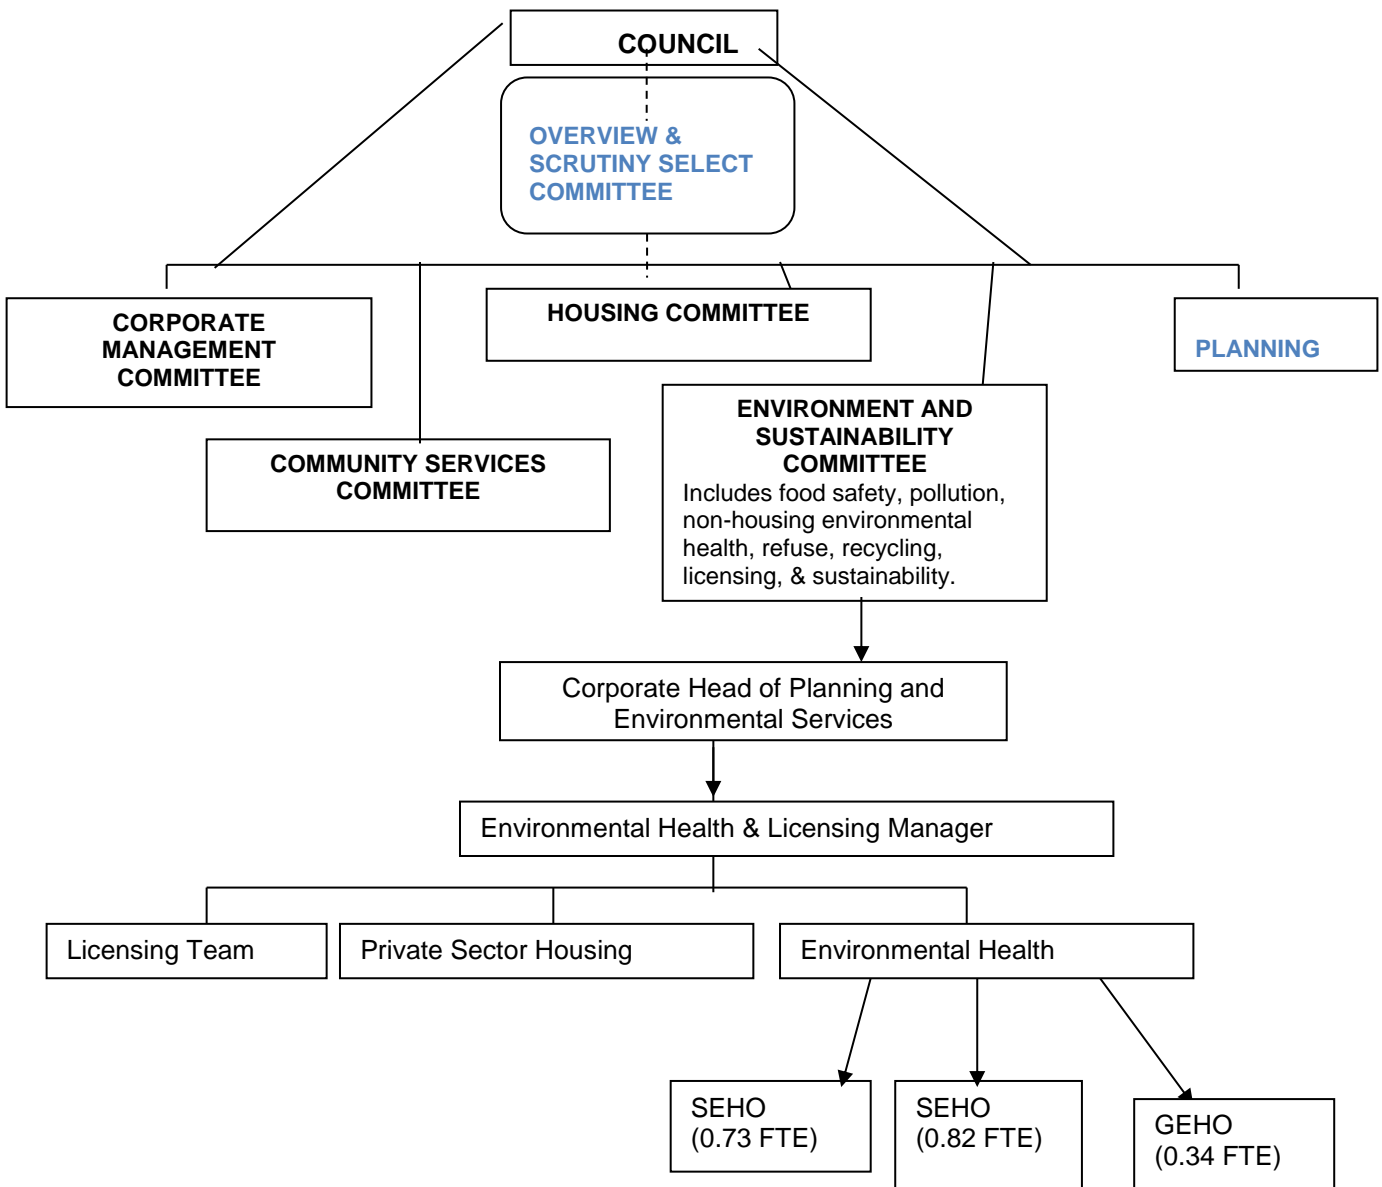 COUNCIL
OVERVIEW &
SCRUTINY SELECT
COMMITTEE
CORPORATE
MANAGEMENT
COMMITTEE
HOUSING COMMITTEE
PLANNING
COMMUNITY SERVICES
COMMITTEE
ENVIRONMENT AND
SUSTAINABILITY
COMMITTEE
Includes food safety, pollution,
non-housing environmental
health, refuse, recycling,
licensing, & sustainability.
Corporate Head of Planning and
Environmental Services
Environmental Health & Licensing Manager
Licensing Team
Private Sector Housing
Environmental Health
SEHO
(0.73 FTE)
SEHO
(0.82 FTE)
GEHO
(0.34 FTE)